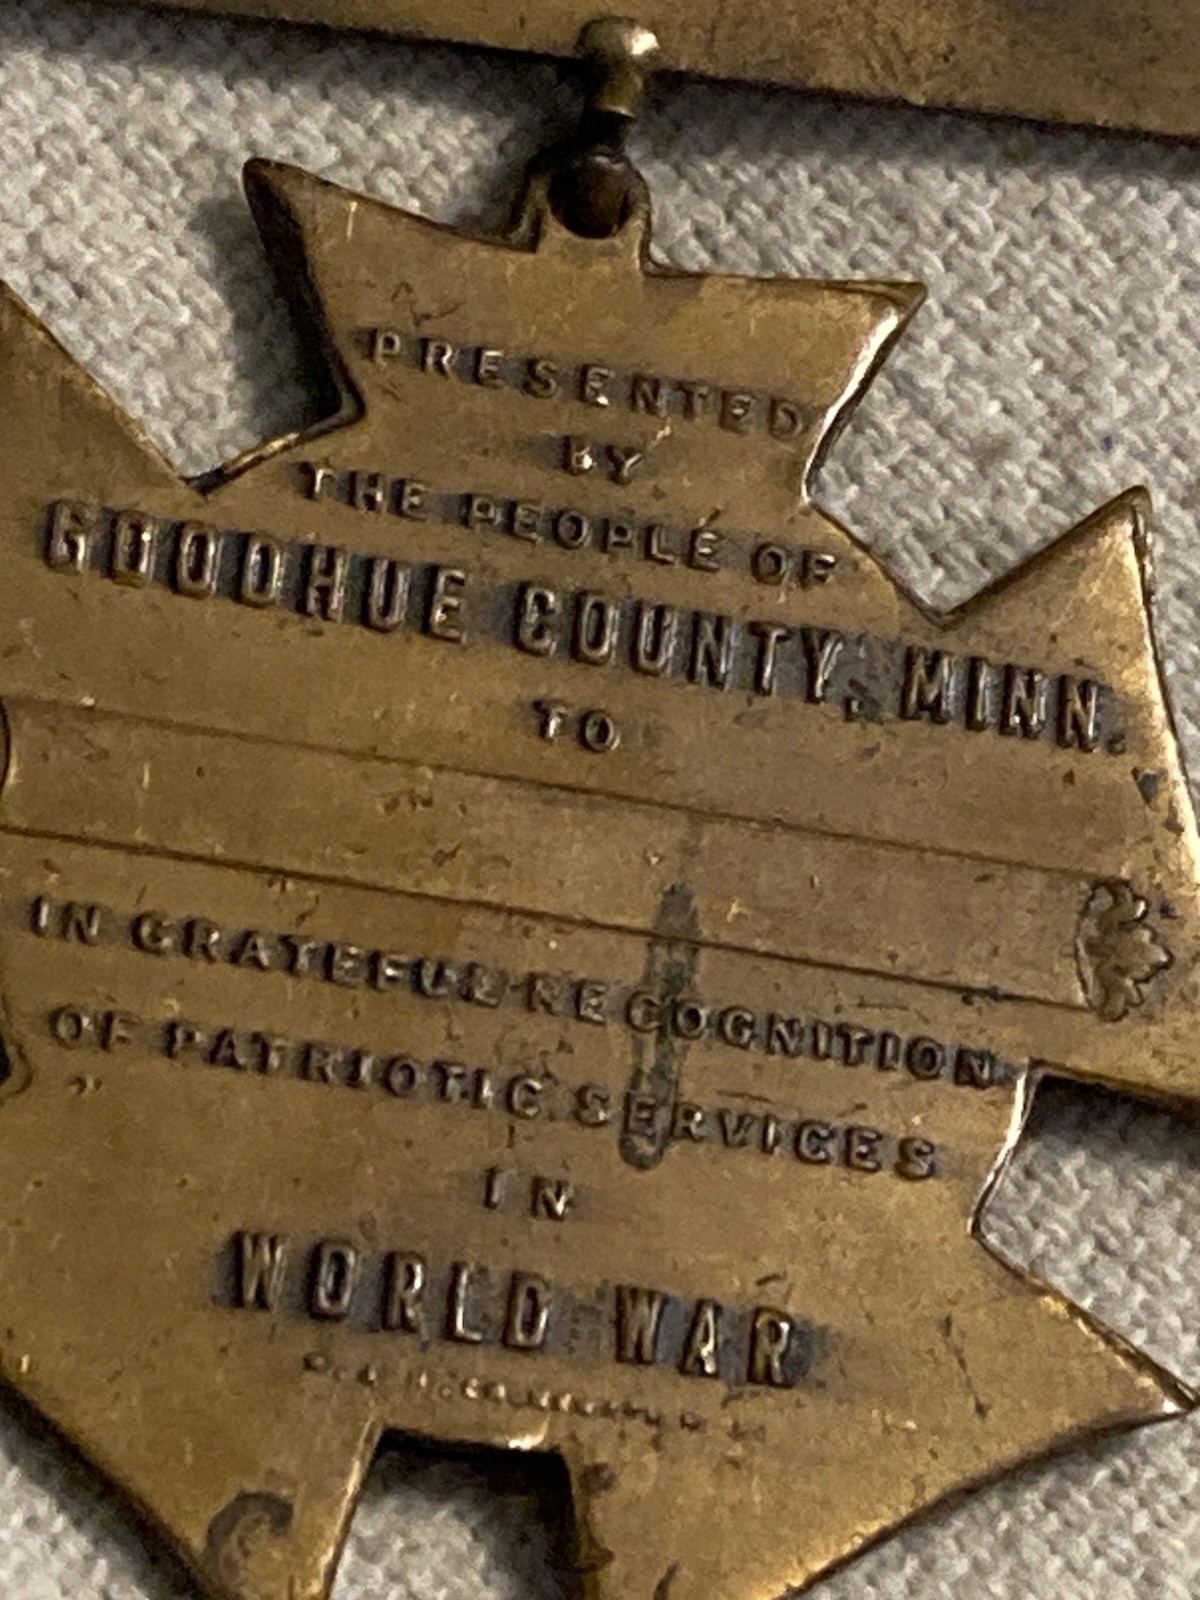 PRESENTED
BY
THE PEOPLE OF
GOODHUE COUNTY, MINN.
TO
IN GRATEFUL RECOGNITION
OF PATRIOTIC SERVICES
IN
WORLD WAR